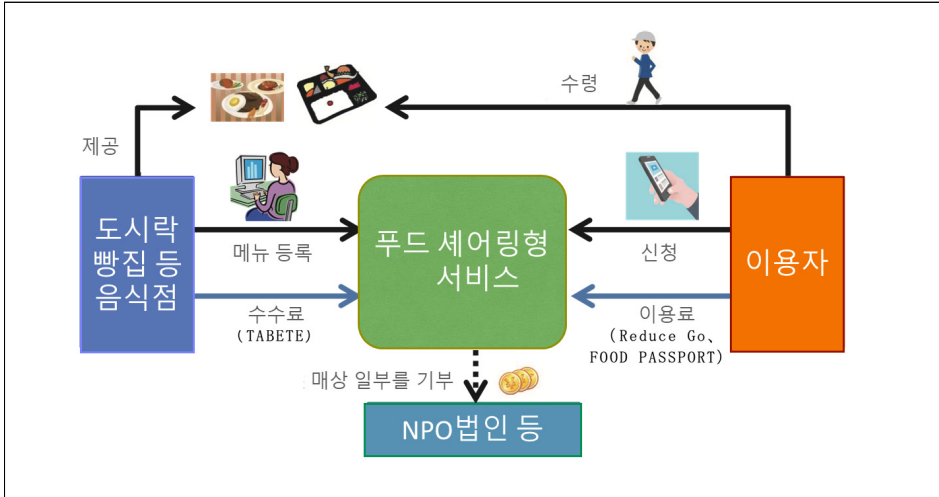 수령
제공
도시락
빵집 등
음식점
메뉴 등록
푸드 셰어링형
서비스
신청
이용자
수수료
(TABETE)
이용료
(Reduce Go、
FOOD PASSPORT)
매상 일부를 기부
NPO법인 등